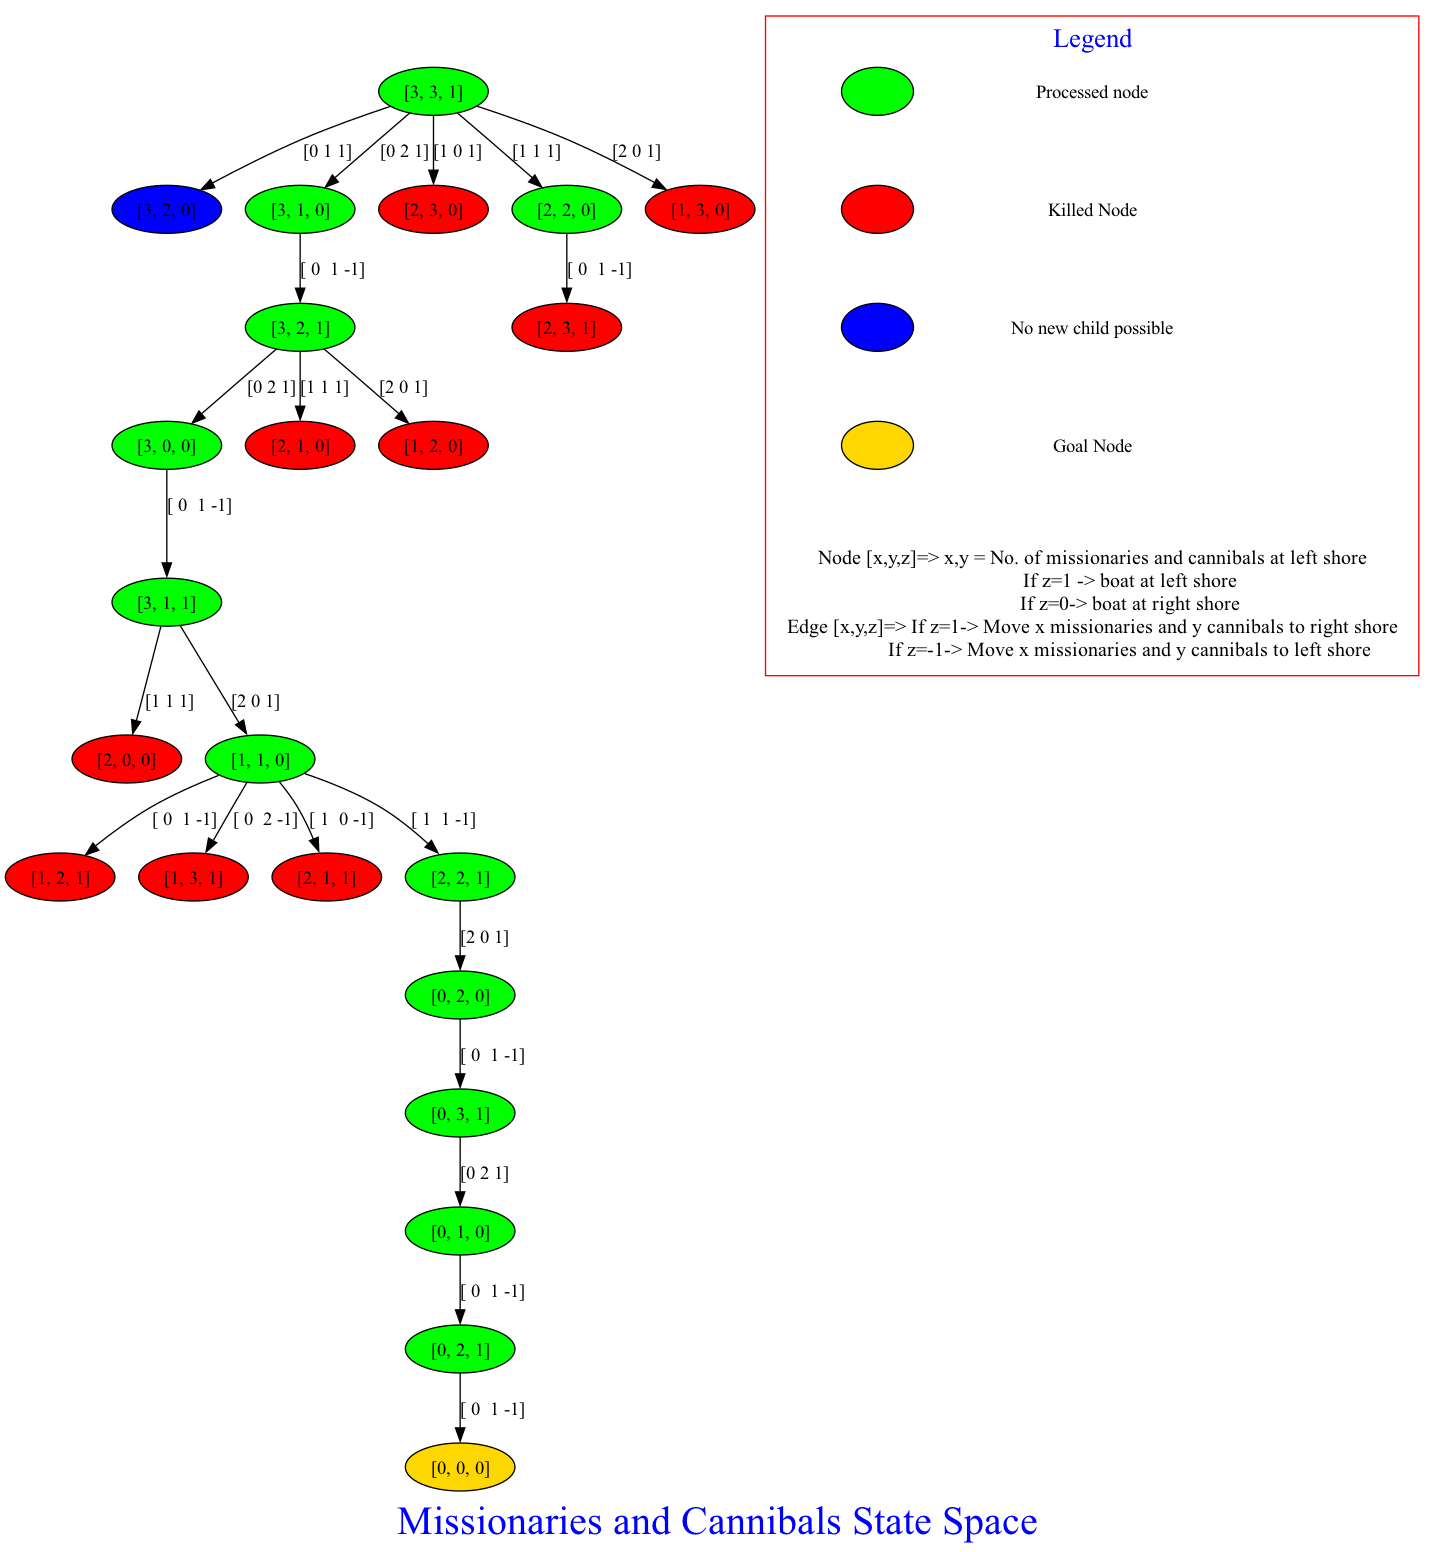 Legend
[3, 3, 1]
Processed node
[0 1 1] [0 2 1] [1 0 1] [1 1 1] [2 0 1]
[3, 2, 0] [3, 1, 0] [2, 3, 0] [2, 2, 0] [1, 3, 0]
Killed Node
[ 0  1 -1] [ 0  1 -1]
[3, 2, 1] [2, 3, 1]
No new child possible
[0 2 1] [1 1 1] [2 0 1]
[3, 0, 0] [2, 1, 0] [1, 2, 0]
Goal Node
[ 0  1 -1]
Node [x,y,z]=> x,y = No. of missionaries and cannibals at left shore
If z=1 -> boat at left shore
If z=0-> boat at right shore
Edge [x,y,z]=> If z=1-> Move x missionaries and y cannibals to right shore
If z=-1-> Move x missionaries and y cannibals to left shore
[3, 1, 1]
[1 1 1] [2 0 1]
[2, 0, 0] [1, 1, 0]
[ 0  1 -1] [ 0  2 -1] [ 1  0 -1] [ 1  1 -1]
[1, 2, 1] [1, 3, 1] [2, 1, 1] [2, 2, 1]
[2 0 1]
[0, 2, 0]
[ 0  1 -1]
[0, 3, 1]
[0 2 1]
[0, 1, 0]
[ 0  1 -1]
[0, 2, 1]
[ 0  1 -1]
[0, 0, 0]
Missionaries and Cannibals State Space